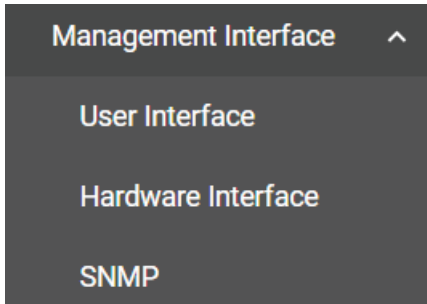 Management Interface
User Interface
Hardware Interface
SNMP